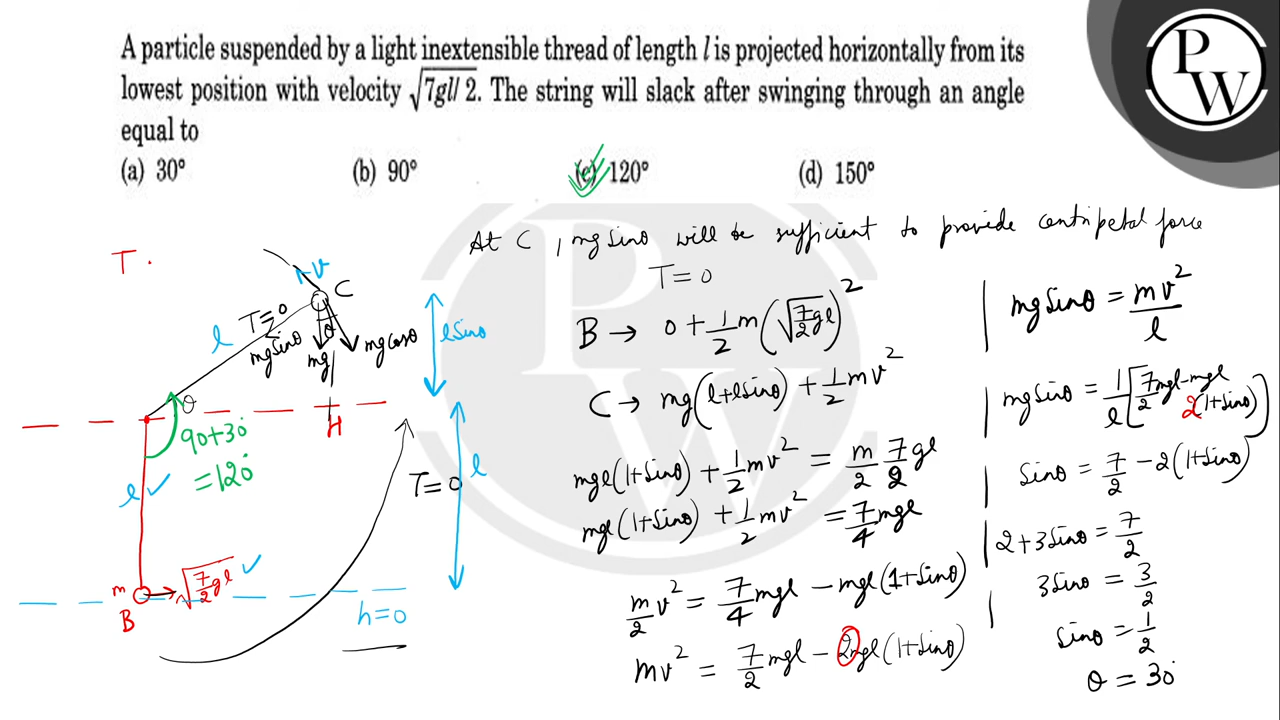 A particle suspended by a light inextensible thread of length l is projected horizontally from its
lowest position with velocity √7gl/2. The string will slack after swinging through an angle
equal to
(a) 30° (b) 90° (c) 120° (d) 150°
PW
At C, mg sinθ will be sufficient to provide centripetal force
T = 0
T .
v
C
T=0
l
mg sinθ
mg
θ
mg cosθ
l sinθ
θ
H
90+30°
= 120°
l ✓
T=0
l
m
B
√7/2 gl ✓
h=0
B → 0 + 1/2 m (√7/2 gl)²
C → mg(l+l sinθ) + 1/2 mv²
mgl(1+sinθ) + 1/2 mv² = m/2 7/2 gl
mgl(1+sinθ) + 1/2 mv² = 7/4 mgl
m/2 v² = 7/4 mgl − mgl(1+sinθ)
mv² = 7/2 mgl − 2mgl(1+sinθ)
mg sinθ = mv²/l
mg sinθ = 1/l [7/2 mgl − mgl 2(1+sinθ)]
sinθ = 7/2 − 2(1+sinθ)
2+3 sinθ = 7/2
3 sinθ = 3/2
sinθ = 1/2
θ = 30°